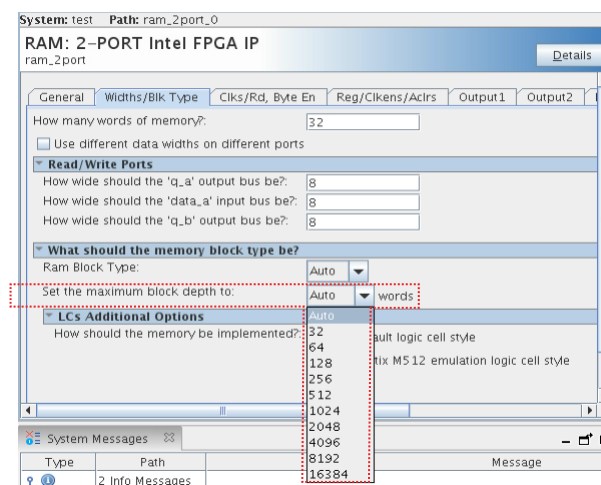 System: test Path: ram_2port_0
RAM: 2-PORT Intel FPGA IP
ram_2port
Details
General Widths/Blk Type Clks/Rd, Byte En Reg/Clkens/Aclrs Output1 Output2
How many words of memory?: 32
Use different data widths on different ports
Read/Write Ports
How wide should the 'q_a' output bus be?: 8
How wide should the 'data_a' input bus be?: 8
How wide should the 'q_b' output bus be?: 8
What should the memory block type be?
Ram Block Type: Auto
Set the maximum block depth to: Auto words
LCs Additional Options
How should the memory be implemented?:
ault logic cell style
tix M512 emulation logic cell style
Auto
32
64
128
256
512
1024
2048
4096
8192
16384
System Messages
Type Path Message
2 Info Messages